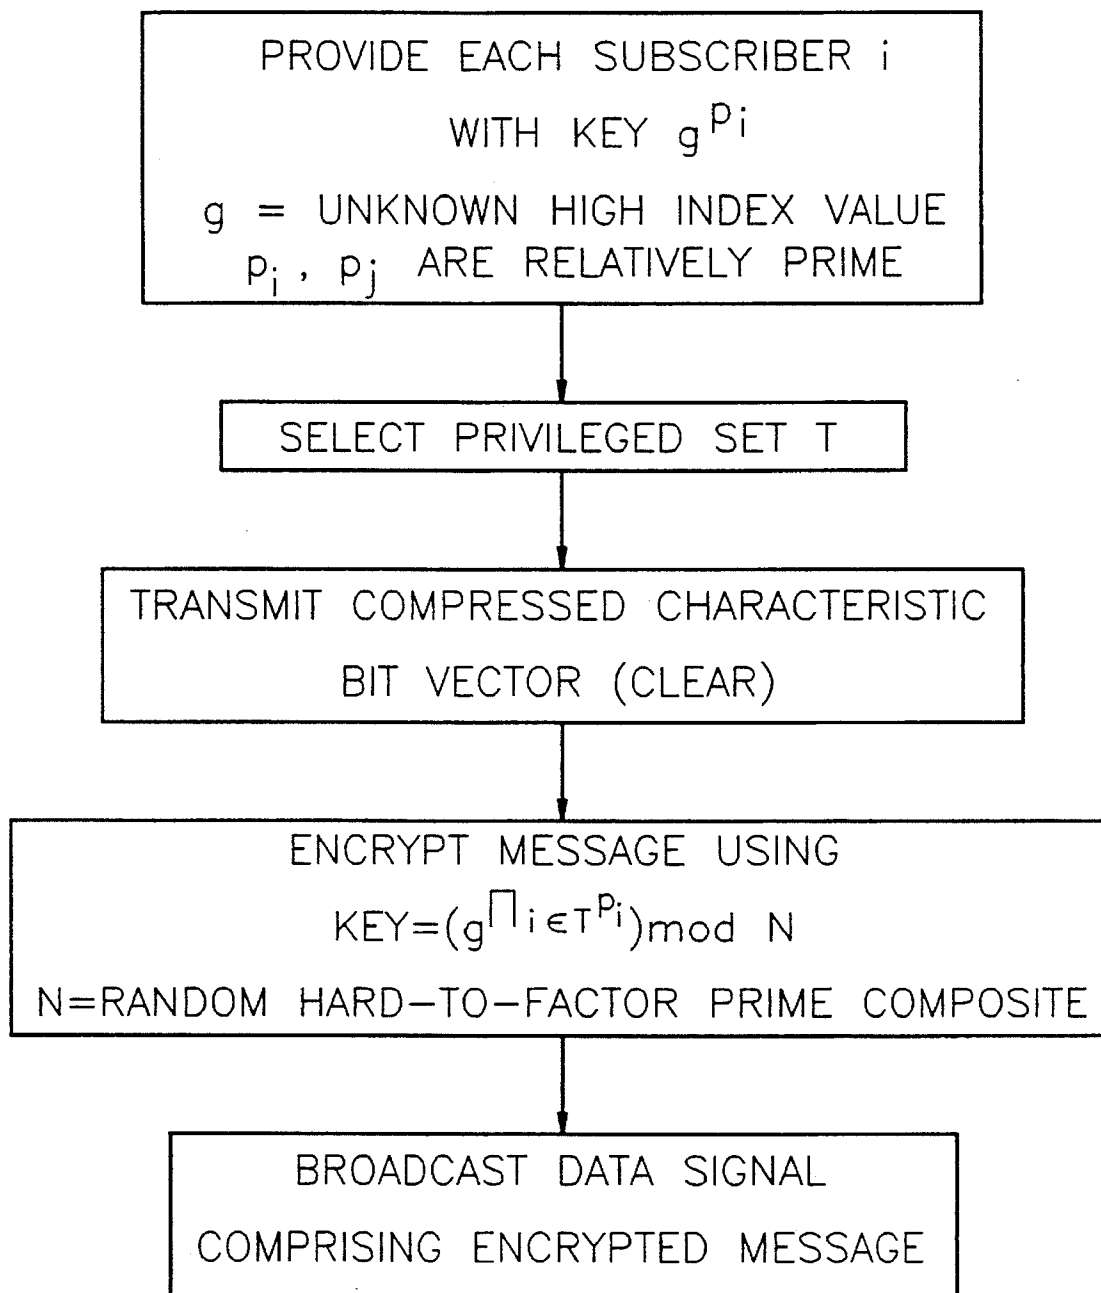 PROVIDE EACH SUBSCRIBER i
WITH KEY g^{p_i}
g = UNKNOWN HIGH INDEX VALUE
p_i , p_j ARE RELATIVELY PRIME
SELECT PRIVILEGED SET T
TRANSMIT COMPRESSED CHARACTERISTIC
BIT VECTOR (CLEAR)
ENCRYPT MESSAGE USING
KEY=(g^{∏_{i∈T} p_i})mod N
N=RANDOM HARD-TO-FACTOR PRIME COMPOSITE
BROADCAST DATA SIGNAL
COMPRISING ENCRYPTED MESSAGE